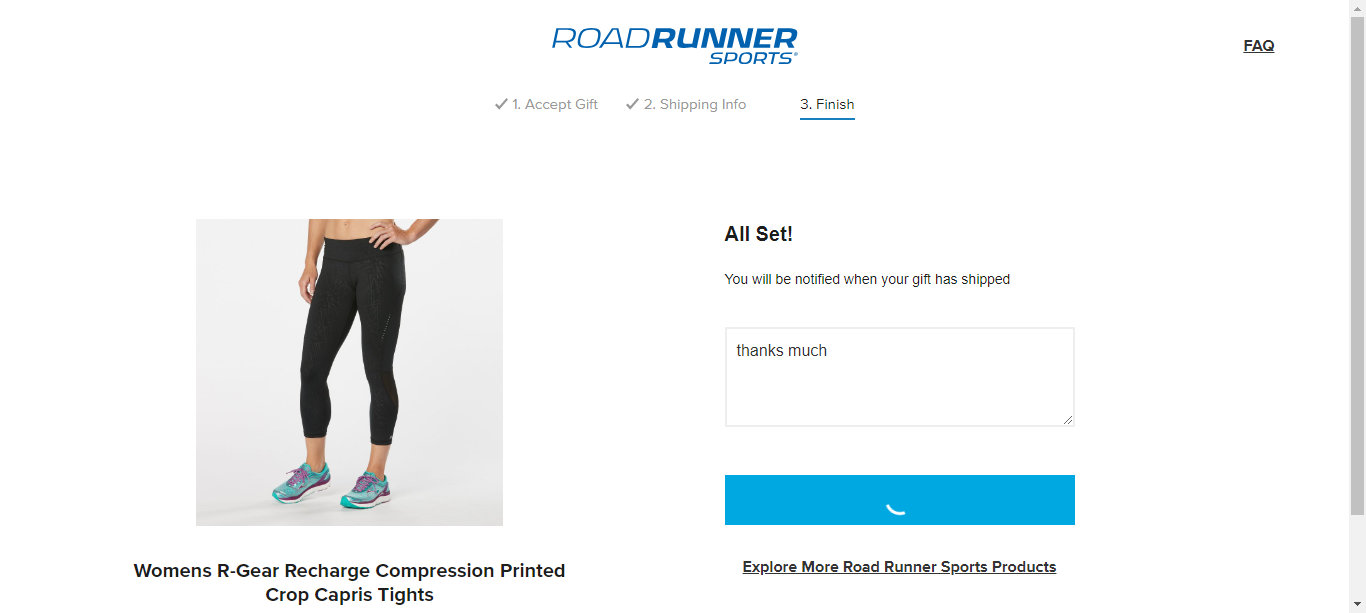 ROADRUNNER
SPORTS
FAQ
1. Accept Gift
2. Shipping Info
3. Finish
All Set!
You will be notified when your gift has shipped
thanks much
Explore More Road Runner Sports Products
Womens R-Gear Recharge Compression Printed
Crop Capris Tights